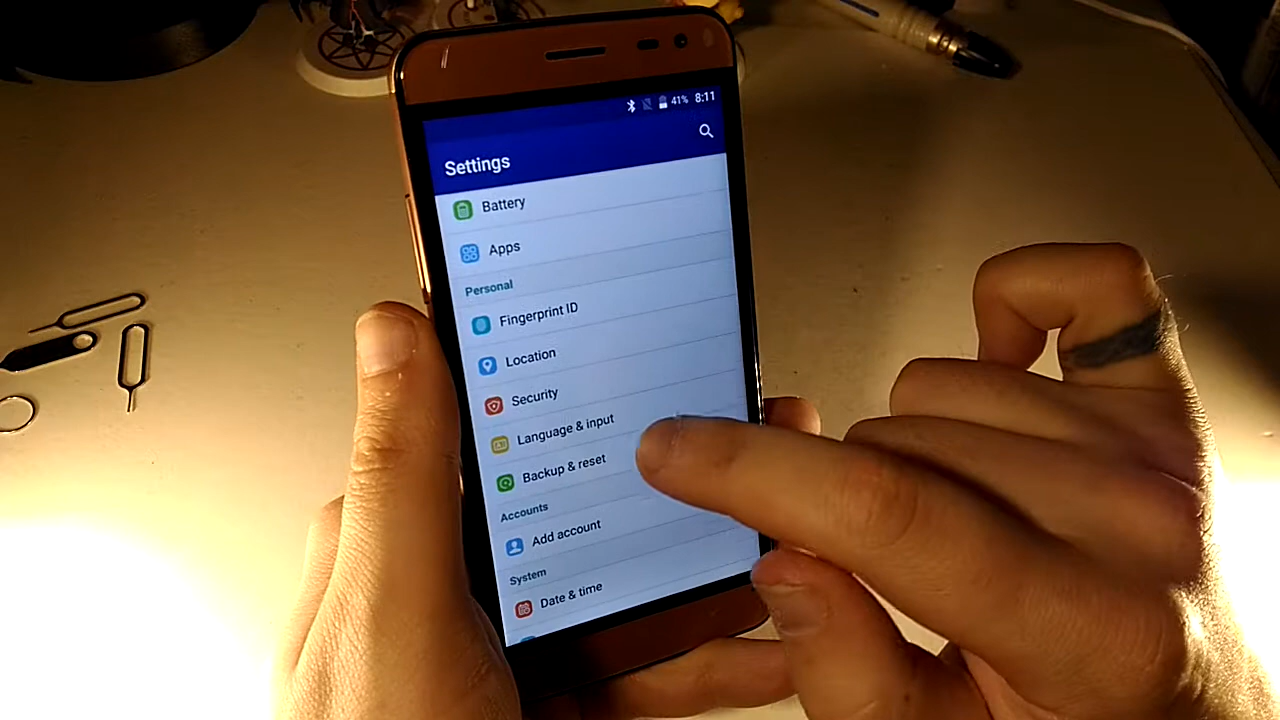 41% 8:11
Settings
Battery
Apps
Personal
Fingerprint ID
Location
Security
Language & input
Backup & reset
Accounts
Add account
System
Date & time